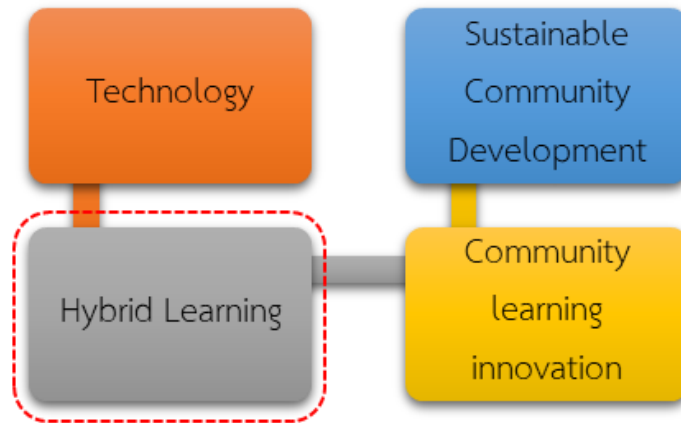 Technology
Sustainable
Community
Development
Hybrid Learning
Community
learning
innovation